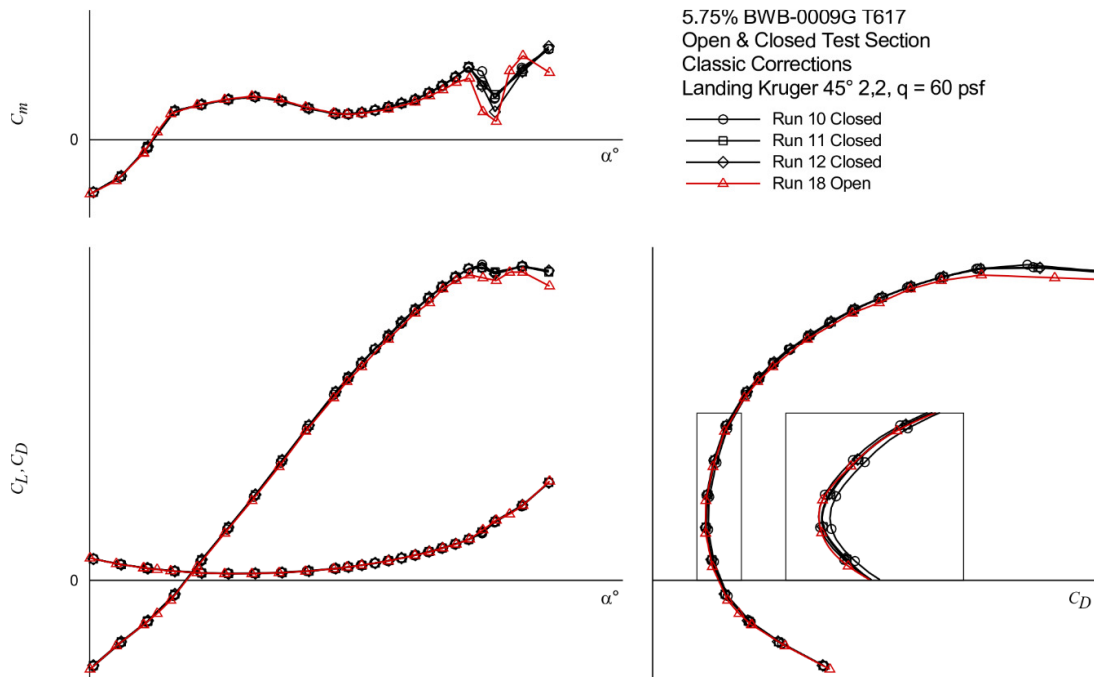 5.75% BWB-0009G T617
Open & Closed Test Section
Classic Corrections
Landing Kruger 45° 2,2, q = 60 psf
Run 10 Closed
Run 11 Closed
Run 12 Closed
Run 18 Open
Cm
0
α°
CL, CD
0
α°
CD